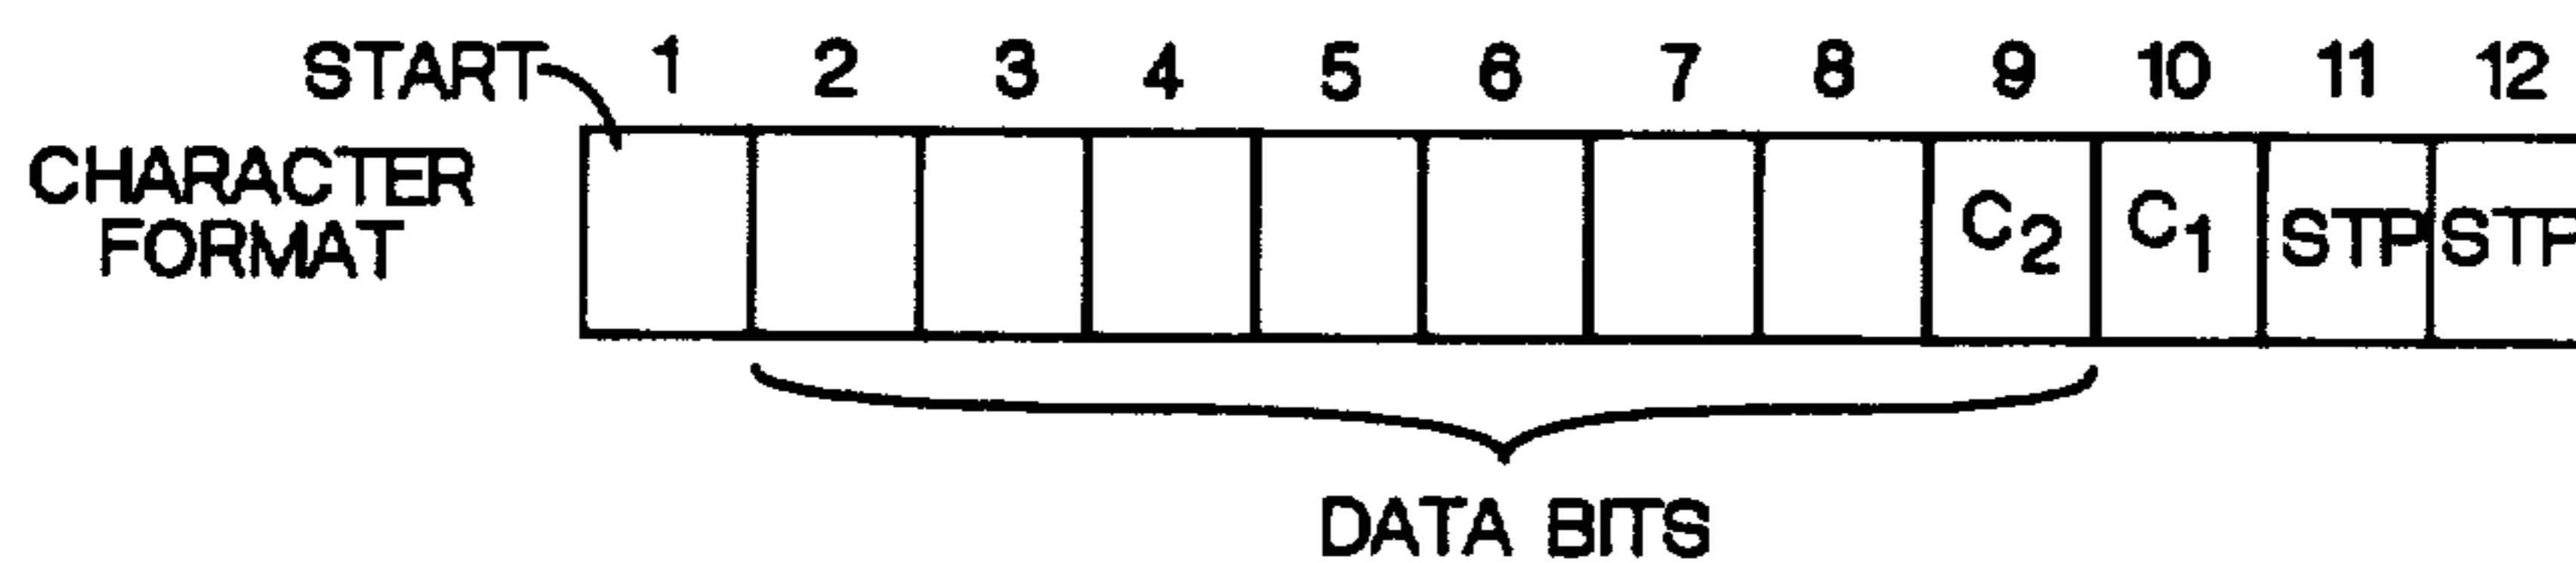 START 1 2 3 4 5 6 7 8 9 10 11 12
CHARACTER
FORMAT
C2 C1 STP STP
DATA BITS